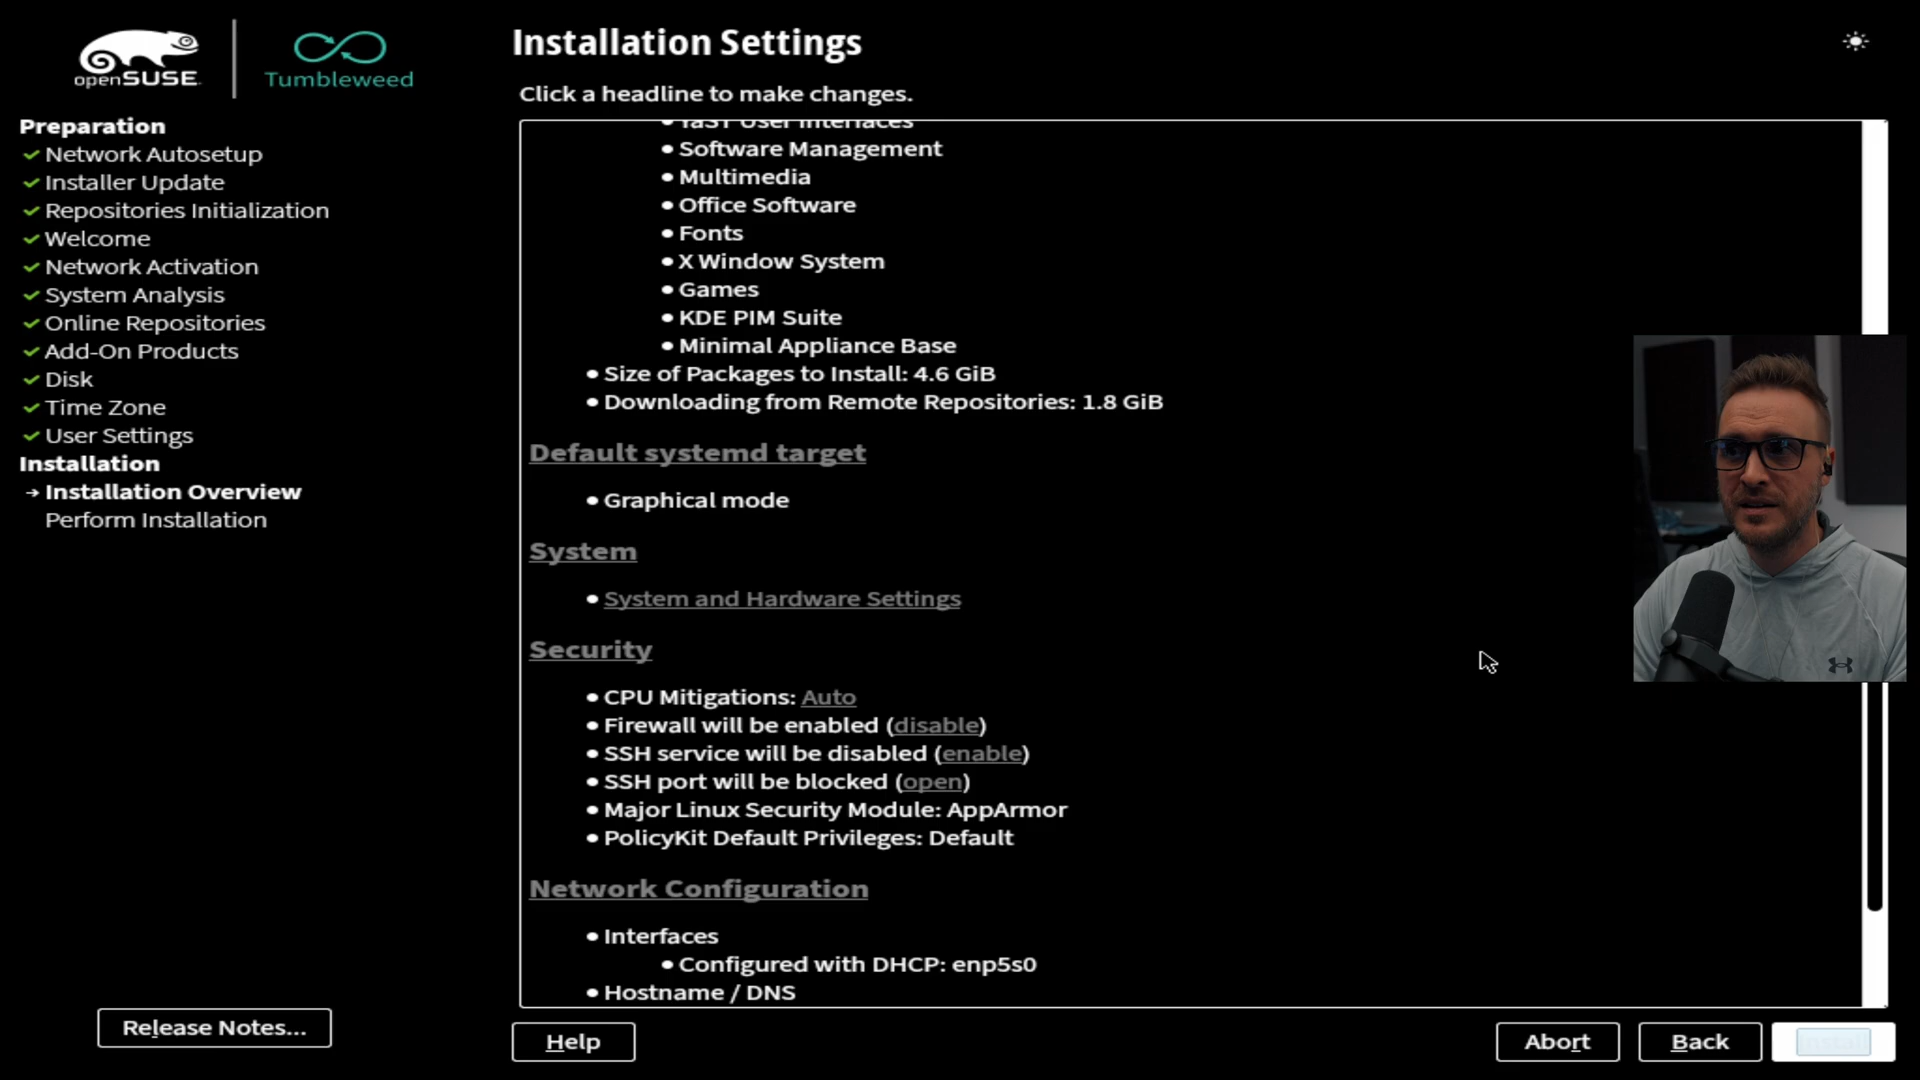 openSUSE
Tumbleweed
Installation Settings
Click a headline to make changes.
Preparation
Network Autosetup
Installer Update
Repositories Initialization
Welcome
Network Activation
System Analysis
Online Repositories
Add-On Products
Disk
Time Zone
User Settings
Installation
Installation Overview
Perform Installation
Release Notes...
YaST User Interfaces
Software Management
Multimedia
Office Software
Fonts
X Window System
Games
KDE PIM Suite
Minimal Appliance Base
Size of Packages to Install: 4.6 GiB
Downloading from Remote Repositories: 1.8 GiB
Default systemd target
Graphical mode
System
System and Hardware Settings
Security
CPU Mitigations: Auto
Firewall will be enabled (disable)
SSH service will be disabled (enable)
SSH port will be blocked (open)
Major Linux Security Module: AppArmor
PolicyKit Default Privileges: Default
Network Configuration
Interfaces
Configured with DHCP: enp5s0
Hostname / DNS
Help
Abort
Back